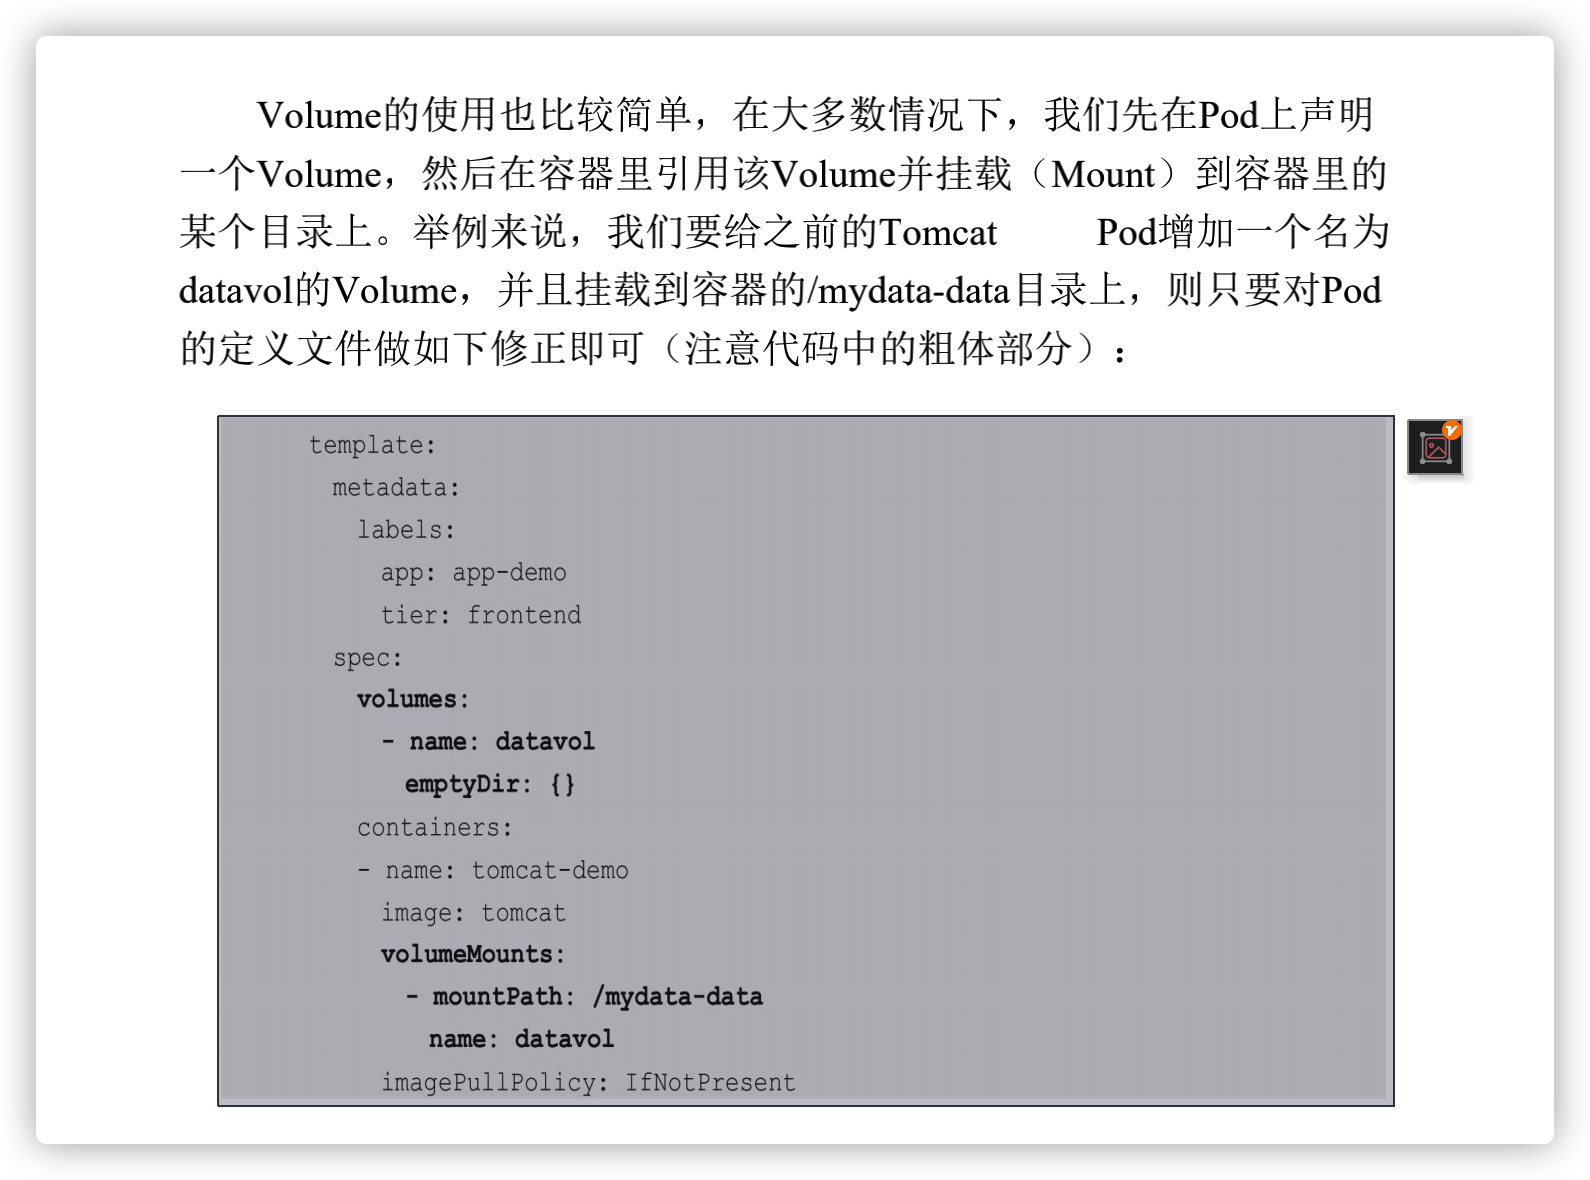 Volume的使用也比较简单，在大多数情况下，我们先在Pod上声明
一个Volume，然后在容器里引用该Volume并挂载（Mount）到容器里的
某个目录上。举例来说，我们要给之前的Tomcat Pod增加一个名为
datavol的Volume，并且挂载到容器的/mydata-data目录上，则只要对Pod
的定义文件做如下修正即可（注意代码中的粗体部分）：
template:
metadata:
labels:
app: app-demo
tier: frontend
spec:
volumes:
- name: datavol
emptyDir: {}
containers:
- name: tomcat-demo
image: tomcat
volumeMounts:
- mountPath: /mydata-data
name: datavol
imagePullPolicy: IfNotPresent